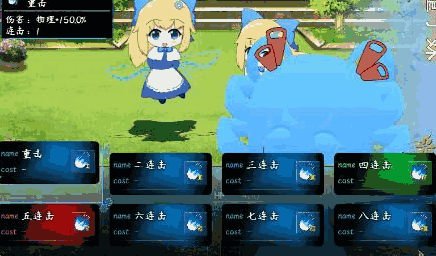 重击
伤害：物理*150.0%
连击：1
name 重击
cost -
name 二连击
cost -
name 三连击
cost -
name 四连击
cost -
name 五连击
cost -
name 六连击
cost -
name 七连击
cost -
name 八连击
cost -